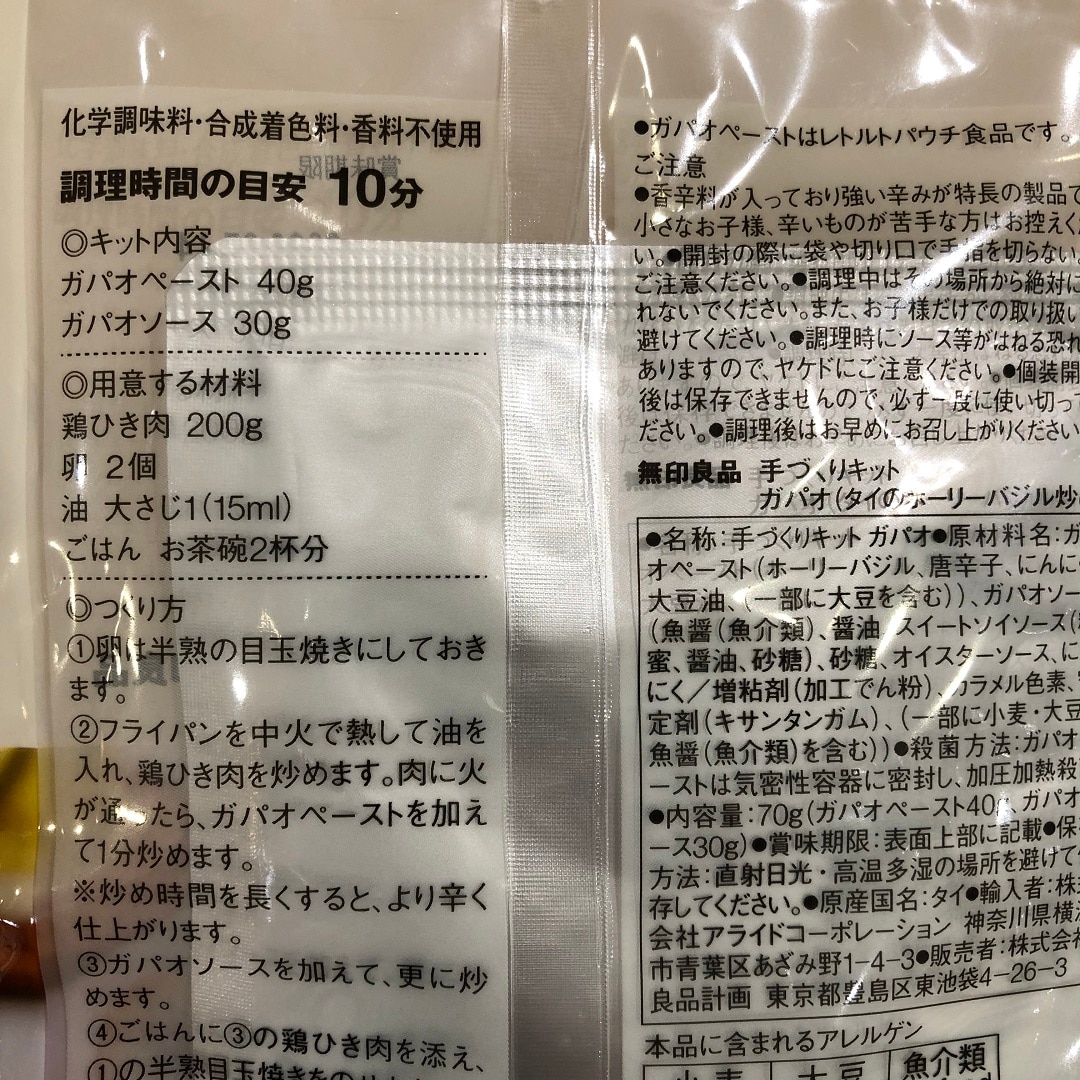 化学調味料・合成着色料・香料不使用
調理時間の目安 10分
◎キット内容
ガパオペースト 40g
ガパオソース 30g
◎用意する材料
鶏ひき肉 200g
卵 2個
油 大さじ1(15ml)
ごはん お茶碗2杯分
◎つくり方
①卵は半熟の目玉焼きにしておき
ます。
②フライパンを中火で熱して油を
入れ、鶏ひき肉を炒めます。肉に火
が通ったら、ガパオペーストを加え
て1分炒めます。
※炒め時間を長くすると、より辛く
仕上がります。
③ガパオソースを加えて、更に炒
めます。
④ごはんに③の鶏ひき肉を添え、
①の半熟目玉焼きをのせ
●ガパオペーストはレトルトパウチ食品です。
ご注意
●香辛料が入っており強い辛みが特長の製品で
小さなお子様、辛いものが苦手な方はお控えく
い。●開封の際に袋や切り口で手指を切らない
ご注意ください。●調理中はその場所から絶対に
れないでください。また、お子様だけでの取り扱い
避けてください。●調理時にソース等がはねる恐れ
ありますので、ヤケドにご注意ください。●個装開
後は保存できませんので、必ず一度に使い切っ
ださい。●調理後はお早めにお召し上がりください
無印良品 手づくりキット
ガパオ(タイのホーリーバジル炒
●名称:手づくりキット ガパオ●原材料名:ガ
オペースト(ホーリーバジル、唐辛子、にんに
大豆油、(一部に大豆を含む))、ガパオソー
(魚醤(魚介類)、醤油、スイートソイソース(
蜜、醤油、砂糖)、砂糖、オイスターソース、に
にく/増粘剤(加工でん粉)、カラメル色素、
定剤(キサンタンガム)、(一部に小麦・大豆
魚醤(魚介類)を含む))●殺菌方法:ガパオ
ーストは気密性容器に密封し、加圧加熱殺
●内容量:70g(ガパオペースト40g、ガパオ
ース30g)●賞味期限:表面上部に記載●保
方法:直射日光・高温多湿の場所を避けて
存してください。●原産国名:タイ●輸入者:株
会社アライドコーポレーション 神奈川県横
市青葉区あざみ野1-4-3●販売者:株式会
良品計画 東京都豊島区東池袋4-26-3
本品に含まれるアレルゲン
小麦 大豆 魚介類